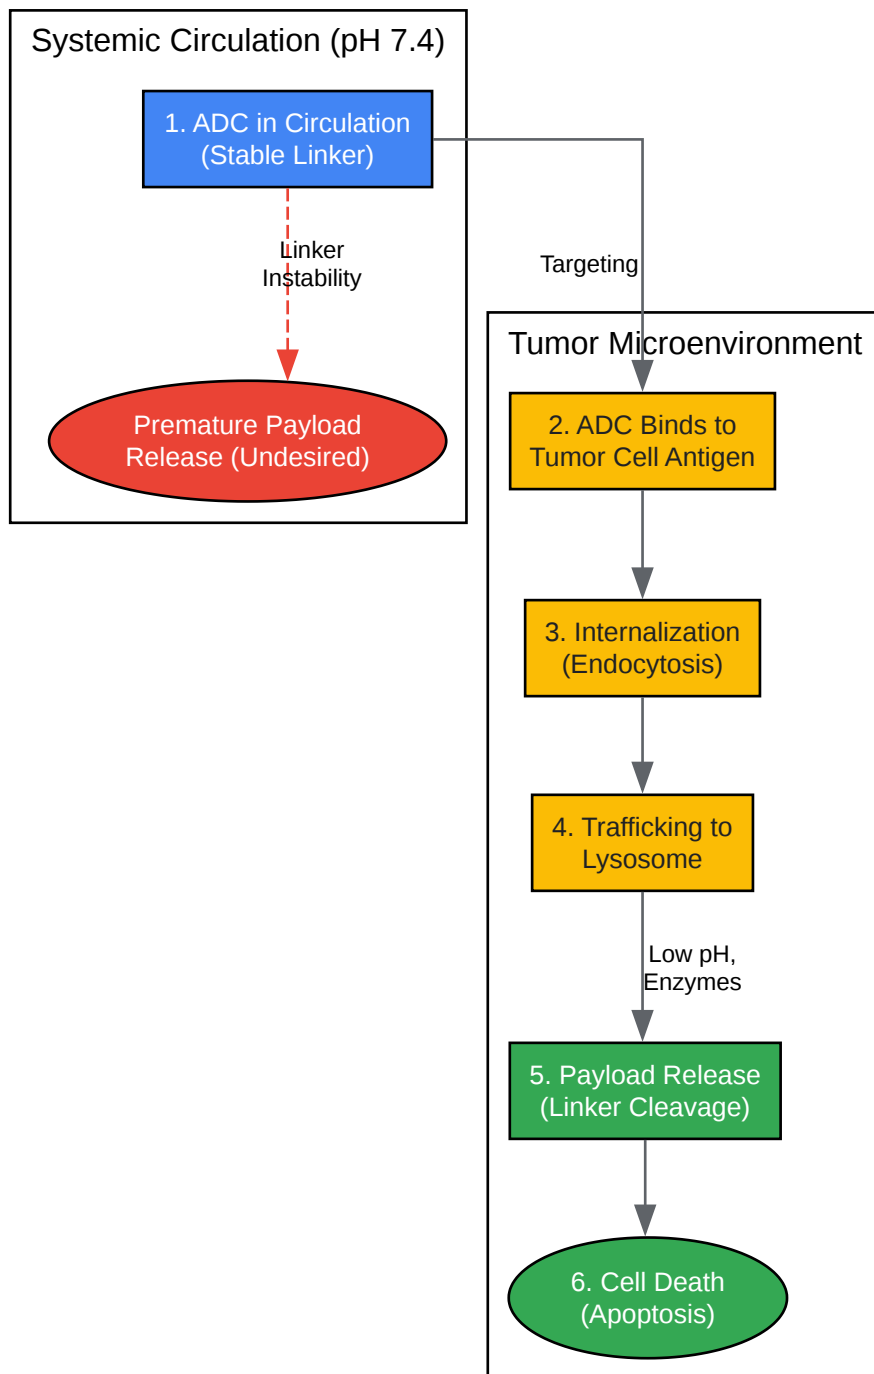 Systemic Circulation (pH 7.4)
1. ADC in Circulation
(Stable Linker)
Linker
Instability
Targeting
Premature Payload
Release (Undesired)
Tumor Microenvironment
2. ADC Binds to
Tumor Cell Antigen
3. Internalization
(Endocytosis)
4. Trafficking to
Lysosome
Low pH,
Enzymes
5. Payload Release
(Linker Cleavage)
6. Cell Death
(Apoptosis)